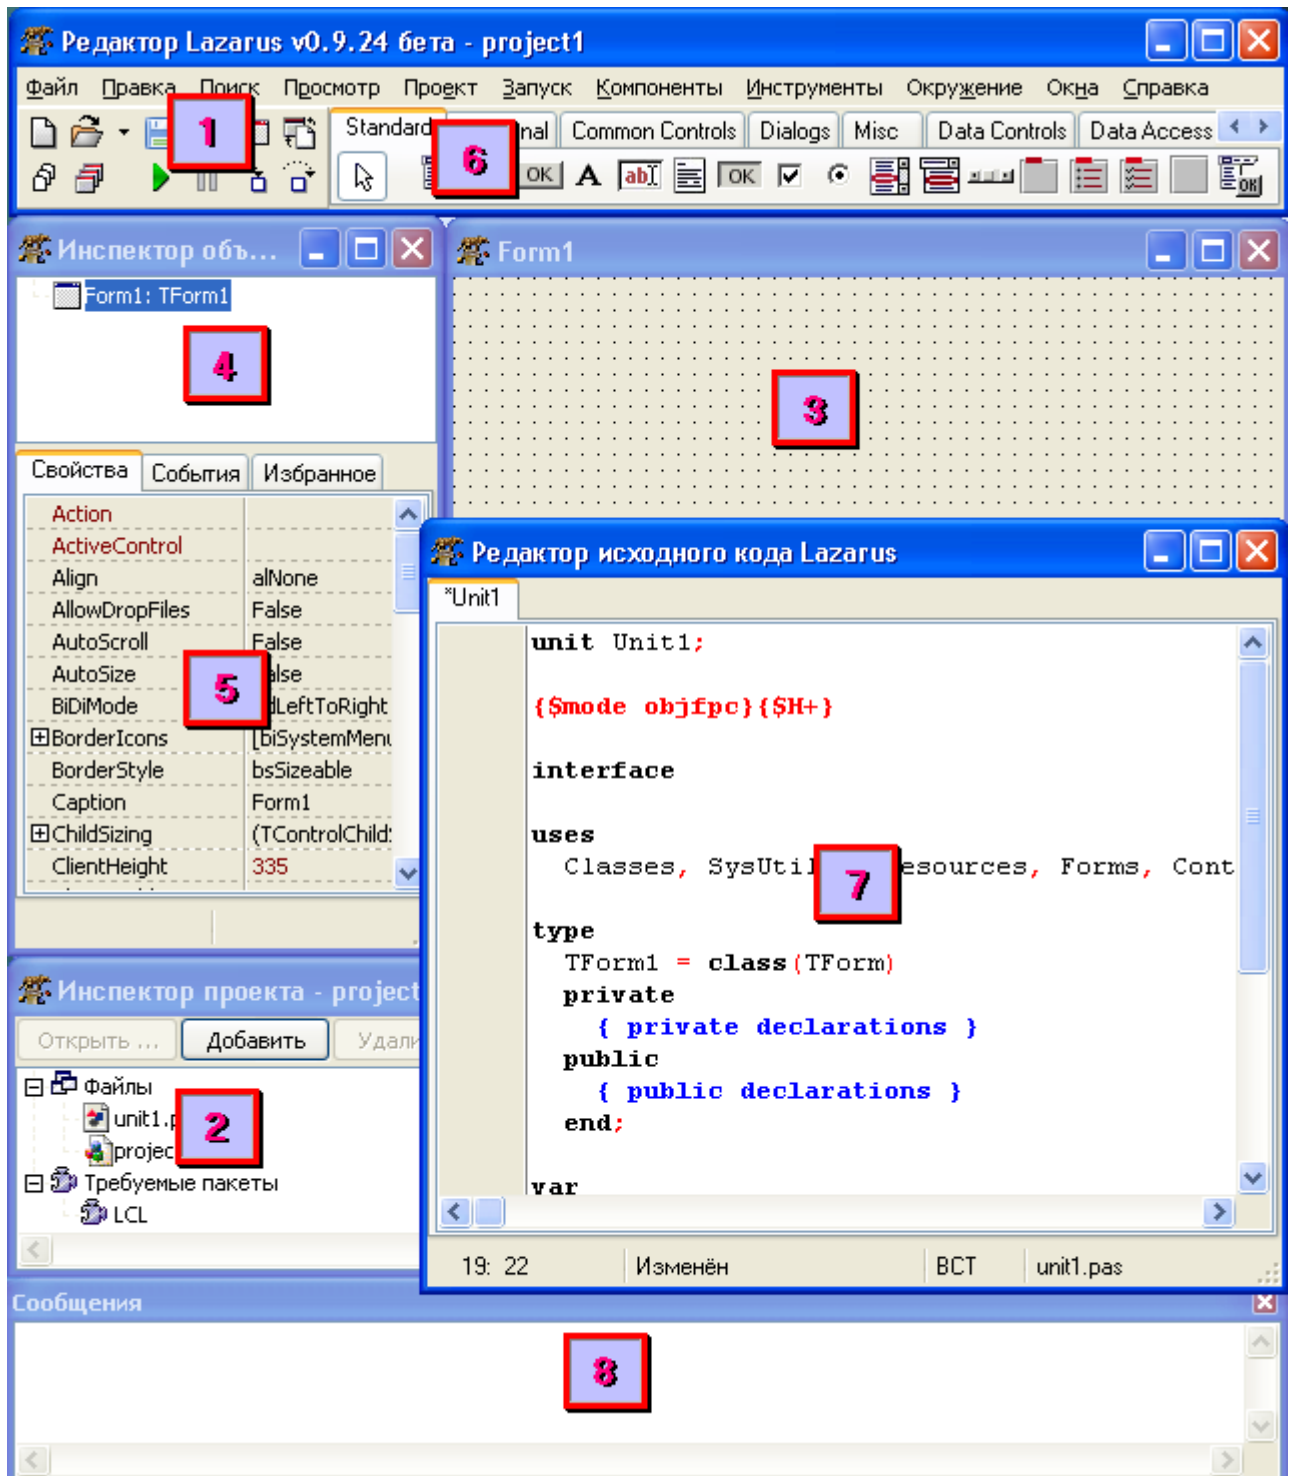 Редактор Lazarus v0.9.24 бета - project1
Файл Правка Поиск Просмотр Проект Запуск Компоненты Инструменты Окружение Окна Справка
1
Standard nal Common Controls Dialogs Misc Data Controls Data Access
6
OK A abI OK OK
Инспектор объ...
Form1: TForm1
4
Form1
3
Свойства События Избранное
Action
ActiveControl
Align alNone
AllowDropFiles False
AutoScroll False
AutoSize alse
5
BiDiMode dLeftToRight
BorderIcons [biSystemMenu
BorderStyle bsSizeable
Caption Form1
ChildSizing (TControlChild
ClientHeight 335
Редактор исходного кода Lazarus
*Unit1
unit Unit1;
{$mode objfpc}{$H+}
interface
uses
Classes, SysUtil esources, Forms, Cont
7
type
TForm1 = class(TForm)
private
{ private declarations }
public
{ public declarations }
end;
var
19: 22 Изменён ВСТ unit1.pas
Инспектор проекта - project
Открыть ... Добавить Удали
Файлы
unit1.p
2
projec
Требуемые пакеты
LCL
Сообщения
8